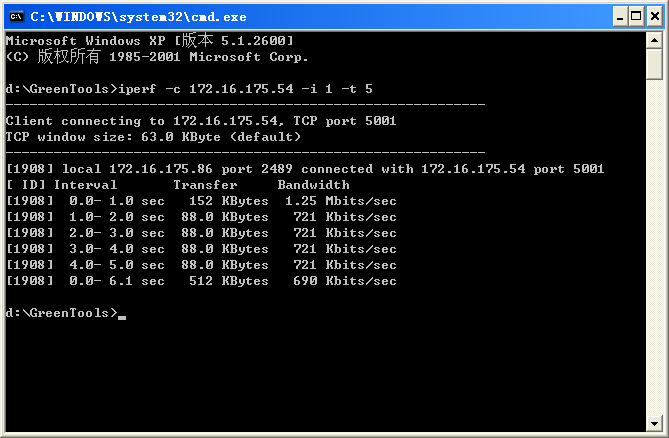 C:\WINDOWS\system32\cmd.exe
Microsoft Windows XP [版本 5.1.2600]
(C) 版权所有 1985-2001 Microsoft Corp.
d:\GreenTools>iperf -c 172.16.175.54 -i 1 -t 5
------------------------------------------------------------
Client connecting to 172.16.175.54, TCP port 5001
TCP window size: 63.0 KByte (default)
------------------------------------------------------------
[1908] local 172.16.175.86 port 2489 connected with 172.16.175.54 port 5001
[ ID] Interval       Transfer     Bandwidth
[1908]  0.0- 1.0 sec   152 KBytes  1.25 Mbits/sec
[1908]  1.0- 2.0 sec  88.0 KBytes   721 Kbits/sec
[1908]  2.0- 3.0 sec  88.0 KBytes   721 Kbits/sec
[1908]  3.0- 4.0 sec  88.0 KBytes   721 Kbits/sec
[1908]  4.0- 5.0 sec  88.0 KBytes   721 Kbits/sec
[1908]  0.0- 6.1 sec   512 KBytes   690 Kbits/sec
d:\GreenTools>_